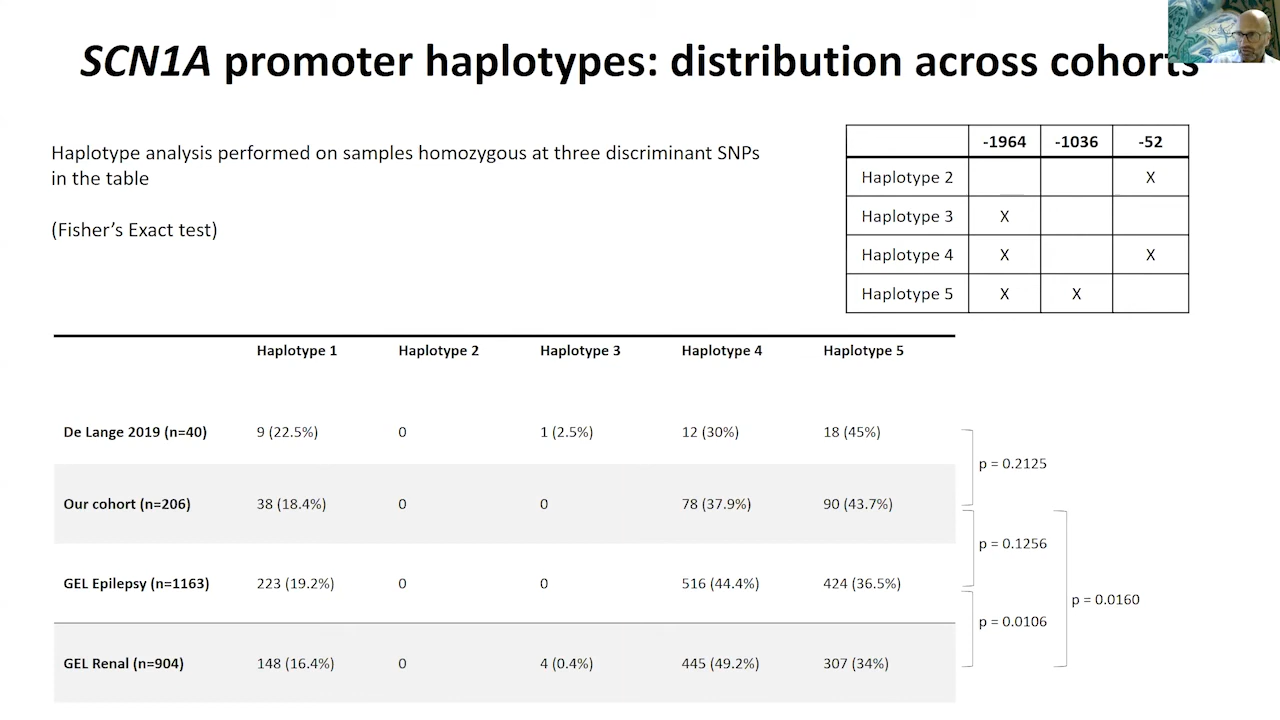 SCN1A promoter haplotypes: distribution across cohorts
Haplotype analysis performed on samples homozygous at three discriminant SNPs
in the table
(Fisher's Exact test)
-1964 -1036 -52
Haplotype 2 X
Haplotype 3 X
Haplotype 4 X X
Haplotype 5 X X
Haplotype 1 Haplotype 2 Haplotype 3 Haplotype 4 Haplotype 5
De Lange 2019 (n=40) 9 (22.5%) 0 1 (2.5%) 12 (30%) 18 (45%)
p = 0.2125
Our cohort (n=206) 38 (18.4%) 0 0 78 (37.9%) 90 (43.7%)
p = 0.1256
GEL Epilepsy (n=1163) 223 (19.2%) 0 0 516 (44.4%) 424 (36.5%)
p = 0.0160
p = 0.0106
GEL Renal (n=904) 148 (16.4%) 0 4 (0.4%) 445 (49.2%) 307 (34%)